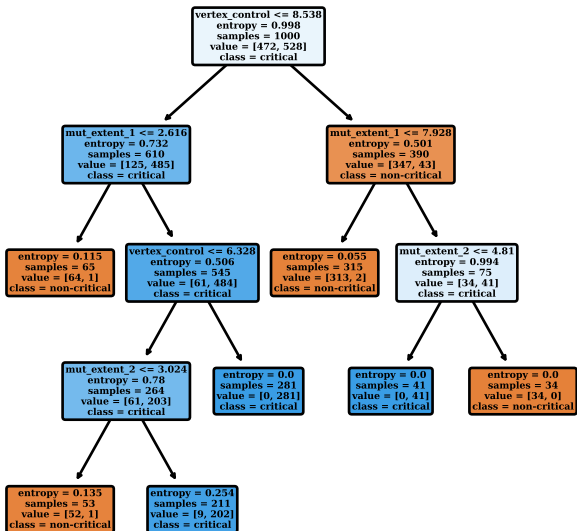 vertex_control <= 8.538
entropy = 0.998
samples = 1000
value = [472, 528]
class = critical
mut_extent_1 <= 2.616
entropy = 0.732
samples = 610
value = [125, 485]
class = critical
mut_extent_1 <= 7.928
entropy = 0.501
samples = 390
value = [347, 43]
class = non-critical
entropy = 0.115
samples = 65
value = [64, 1]
class = non-critical
vertex_control <= 6.328
entropy = 0.506
samples = 545
value = [61, 484]
class = critical
entropy = 0.055
samples = 315
value = [313, 2]
class = non-critical
mut_extent_2 <= 4.81
entropy = 0.994
samples = 75
value = [34, 41]
class = critical
mut_extent_2 <= 3.024
entropy = 0.78
samples = 264
value = [61, 203]
class = critical
entropy = 0.0
samples = 281
value = [0, 281]
class = critical
entropy = 0.0
samples = 41
value = [0, 41]
class = critical
entropy = 0.0
samples = 34
value = [34, 0]
class = non-critical
entropy = 0.135
samples = 53
value = [52, 1]
class = non-critical
entropy = 0.254
samples = 211
value = [9, 202]
class = critical